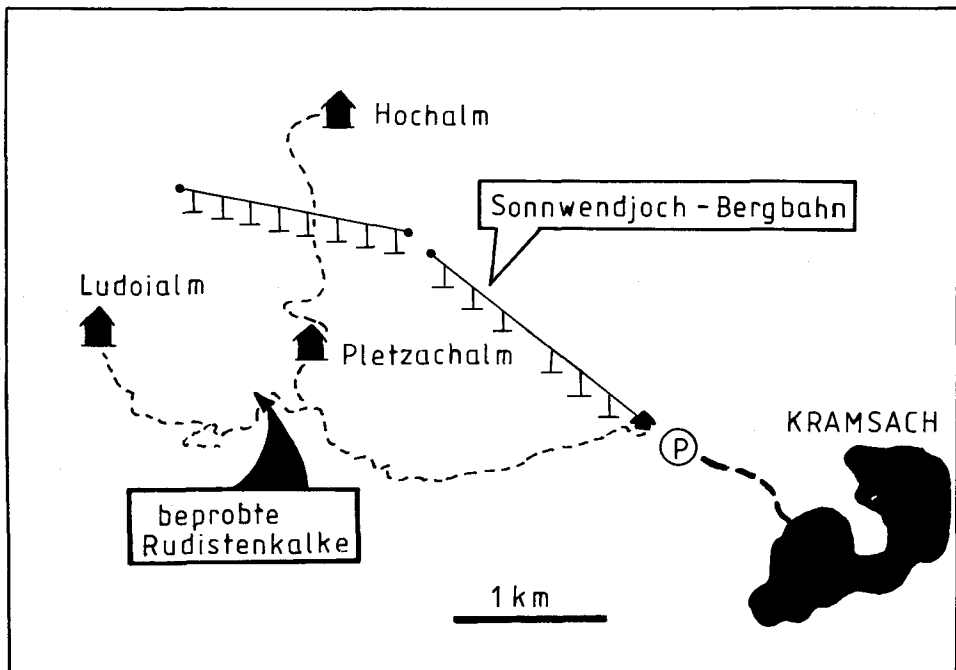 Hochalm
Sonnwendjoch - Bergbahn
Ludoialm
Pletzachalm
KRAMSACH
P
beprobte
Rudistenkalke
1 km